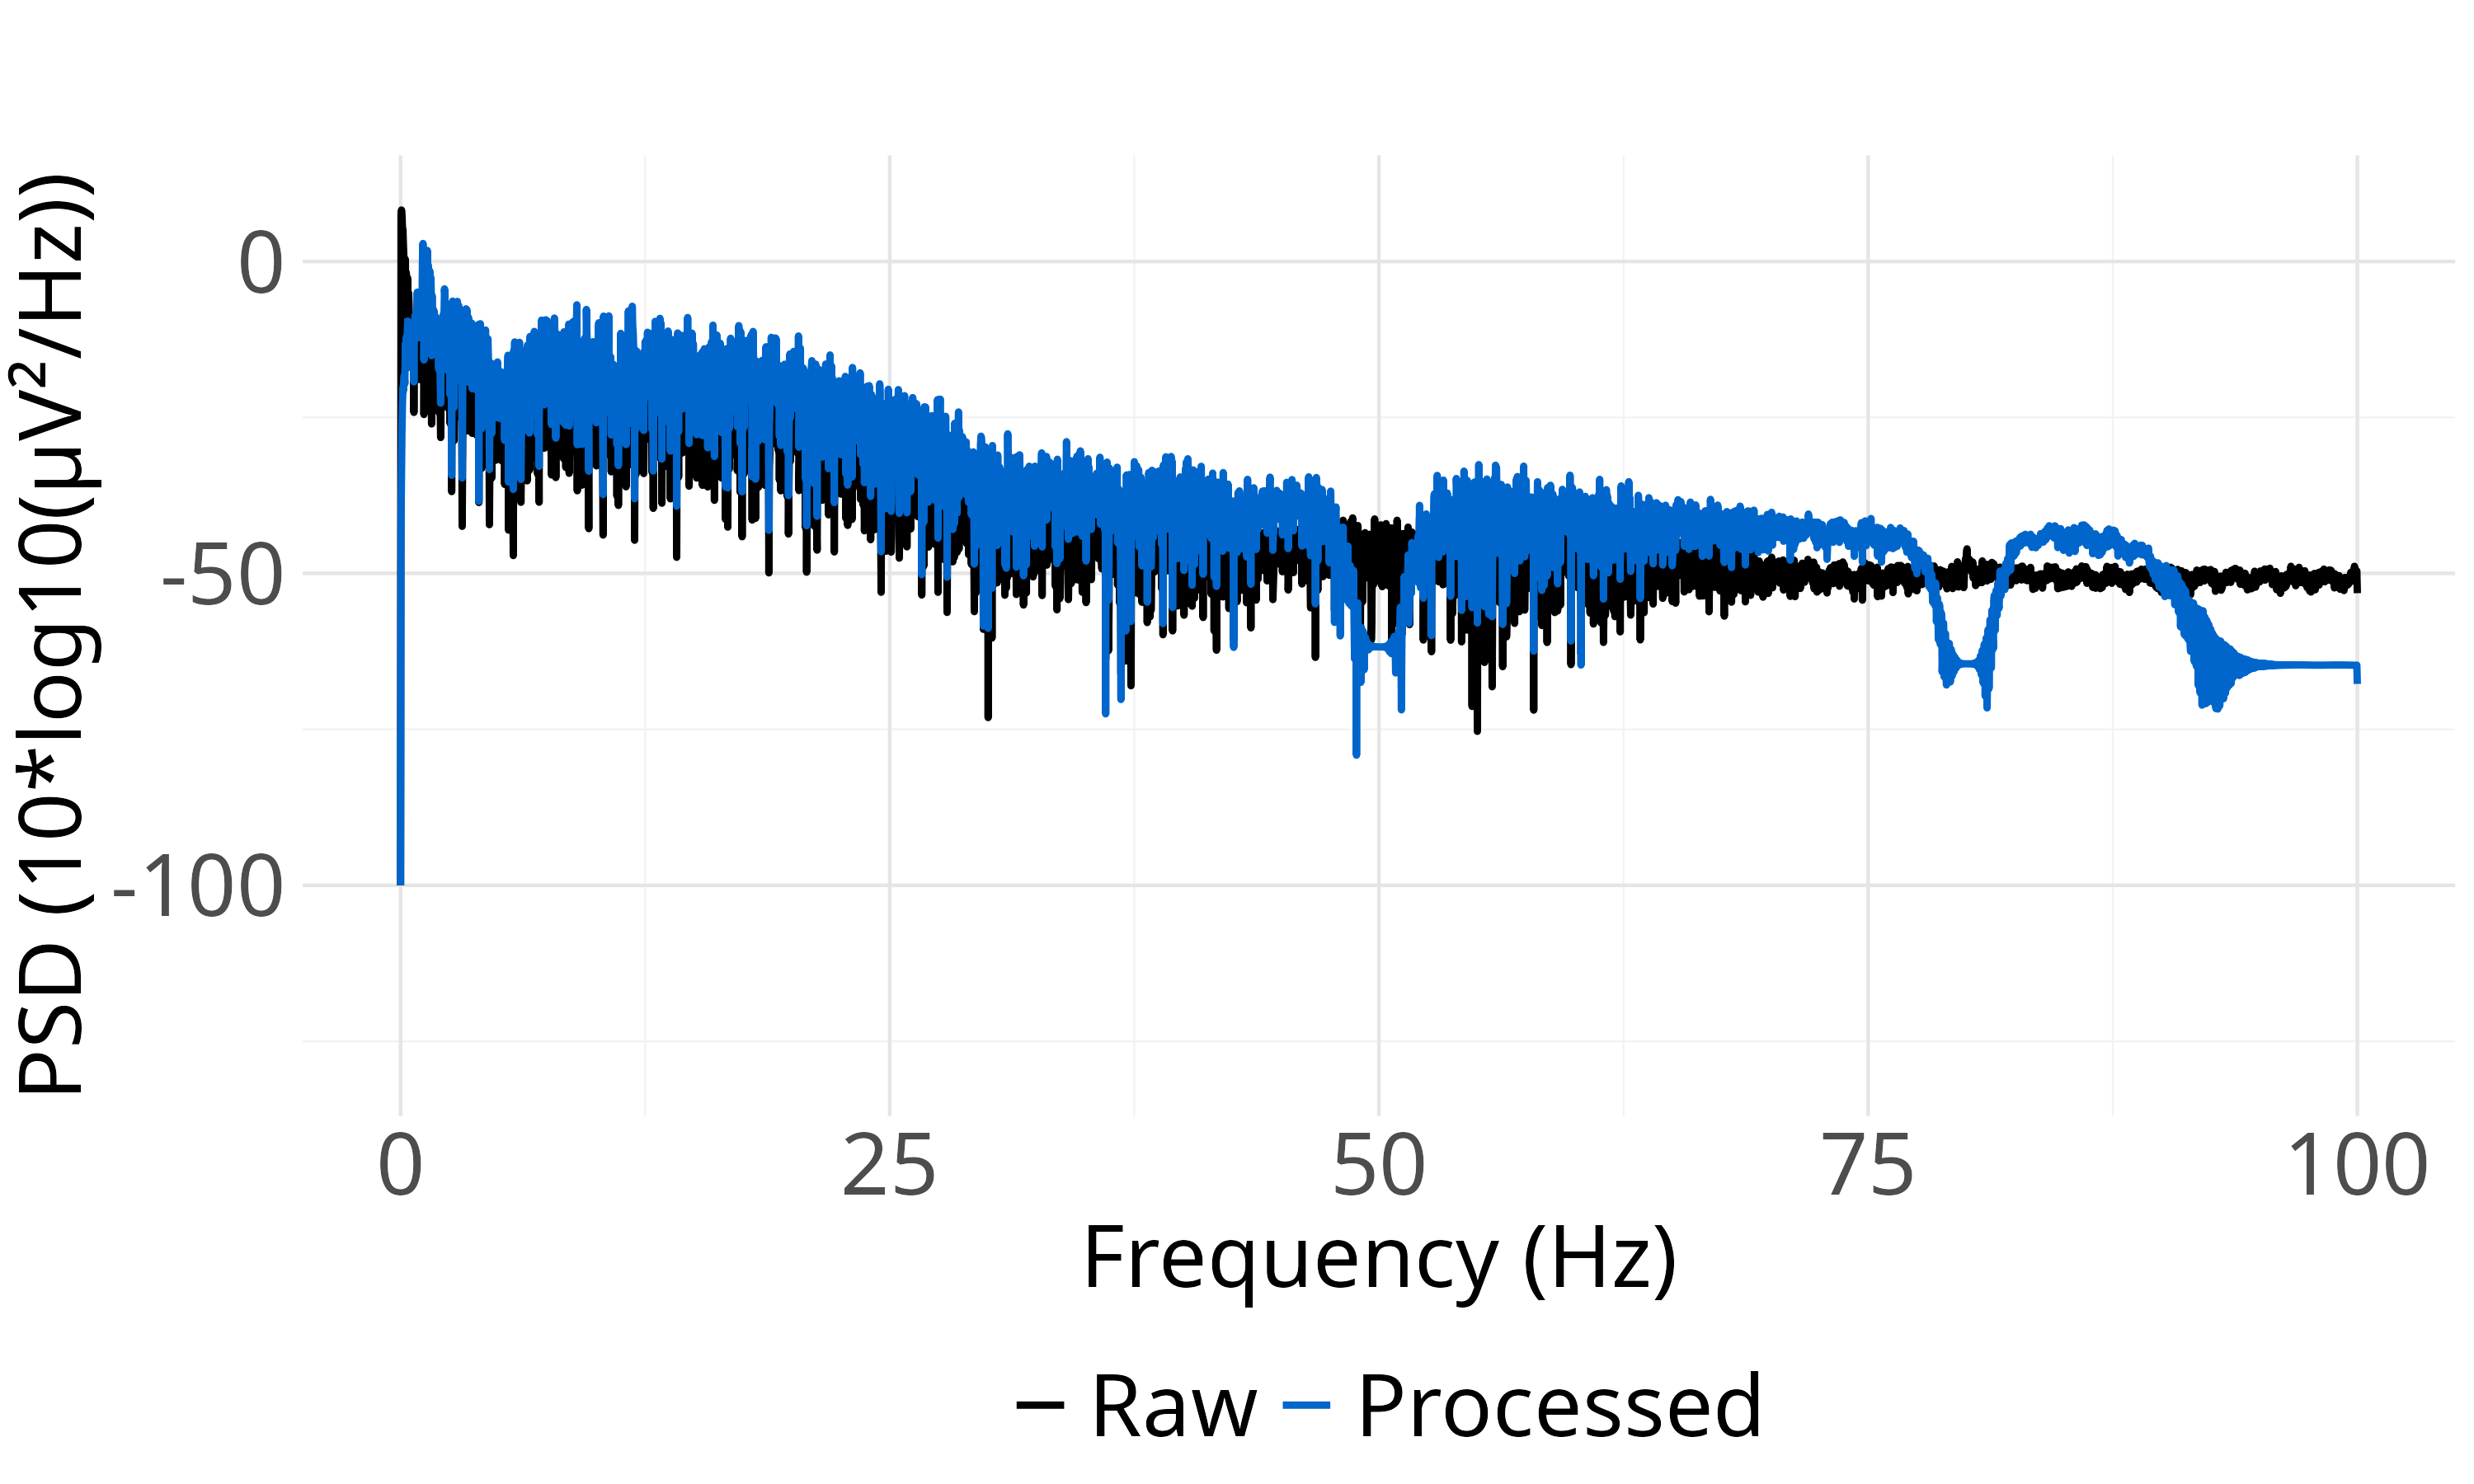 PSD (10*log10(µV²/Hz))
0
-50
-100
0 25 50 75 100
Frequency (Hz)
Raw Processed